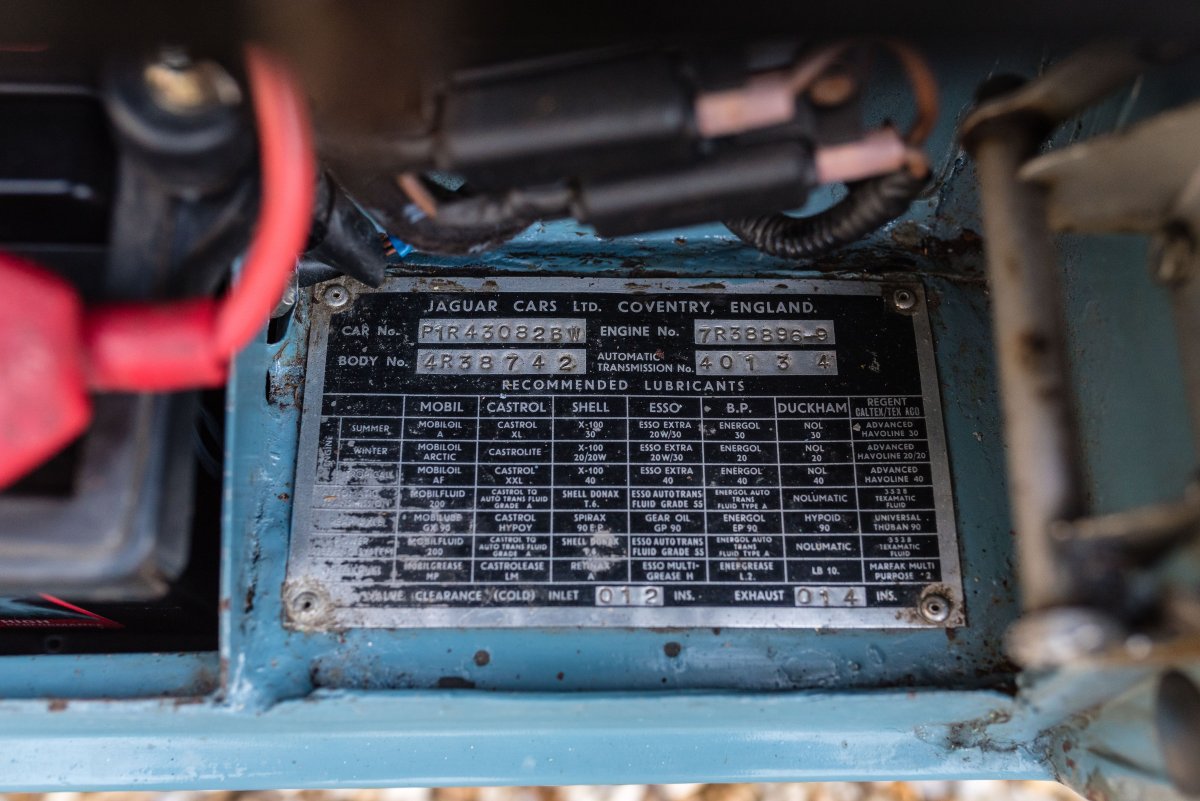 JAGUAR CARS LTD. COVENTRY, ENGLAND.
CAR No. P1R43082BW ENGINE No. 7R38896-9
BODY No. 4R38742 AUTOMATIC TRANSMISSION No. 40134
RECOMMENDED LUBRICANTS
MOBIL CASTROL SHELL ESSO B.P. DUCKHAM REGENT CALTEX/TEX ACO
SUMMER MOBILOIL A CASTROL XL X-100 30 ESSO EXTRA 20W/30 ENERGOL 30 NOL 30 ADVANCED HAVOLINE 30
WINTER MOBILOIL ARCTIC CASTROLITE X-100 20/20W ESSO EXTRA 20W/30 ENERGOL 20 NOL 20 ADVANCED HAVOLINE 20/20
MOBILOIL AF CASTROL XXL X-100 40 ESSO EXTRA 40 ENERGOL 40 NOL 40 ADVANCED HAVOLINE 40
MOBILFLUID 200 CASTROL TQ AUTO TRANS FLUID GRADE A SHELL DONAX T.6. ESSO AUTOTRANS FLUID GRADE 55 ENERGOL AUTO TRANS FLUID TYPE A NOLUMATIC 3528 TEXAMATIC FLUID
MOBILUBE GX 90 CASTROL HYPOY SPIRAX 90 E.P. GEAR OIL GP 90 ENERGOL EP 90 HYPOID 90 UNIVERSAL THUBAN 90
MOBILFLUID 200 CASTROL TQ AUTO TRANS FLUID GRADE A SHELL DONAX T.6. ESSO AUTOTRANS FLUID GRADE 55 ENERGOL AUTO TRANS FLUID TYPE A NOLUMATIC 3528 TEXAMATIC FLUID
MOBILGREASE MP CASTROLEASE LM RETINAX A ESSO MULTI-GREASE H ENERGREASE L.2. LB 10. MARFAK MULTI PURPOSE 2
VALVE CLEARANCE (COLD) INLET 012 INS. EXHAUST 014 INS.